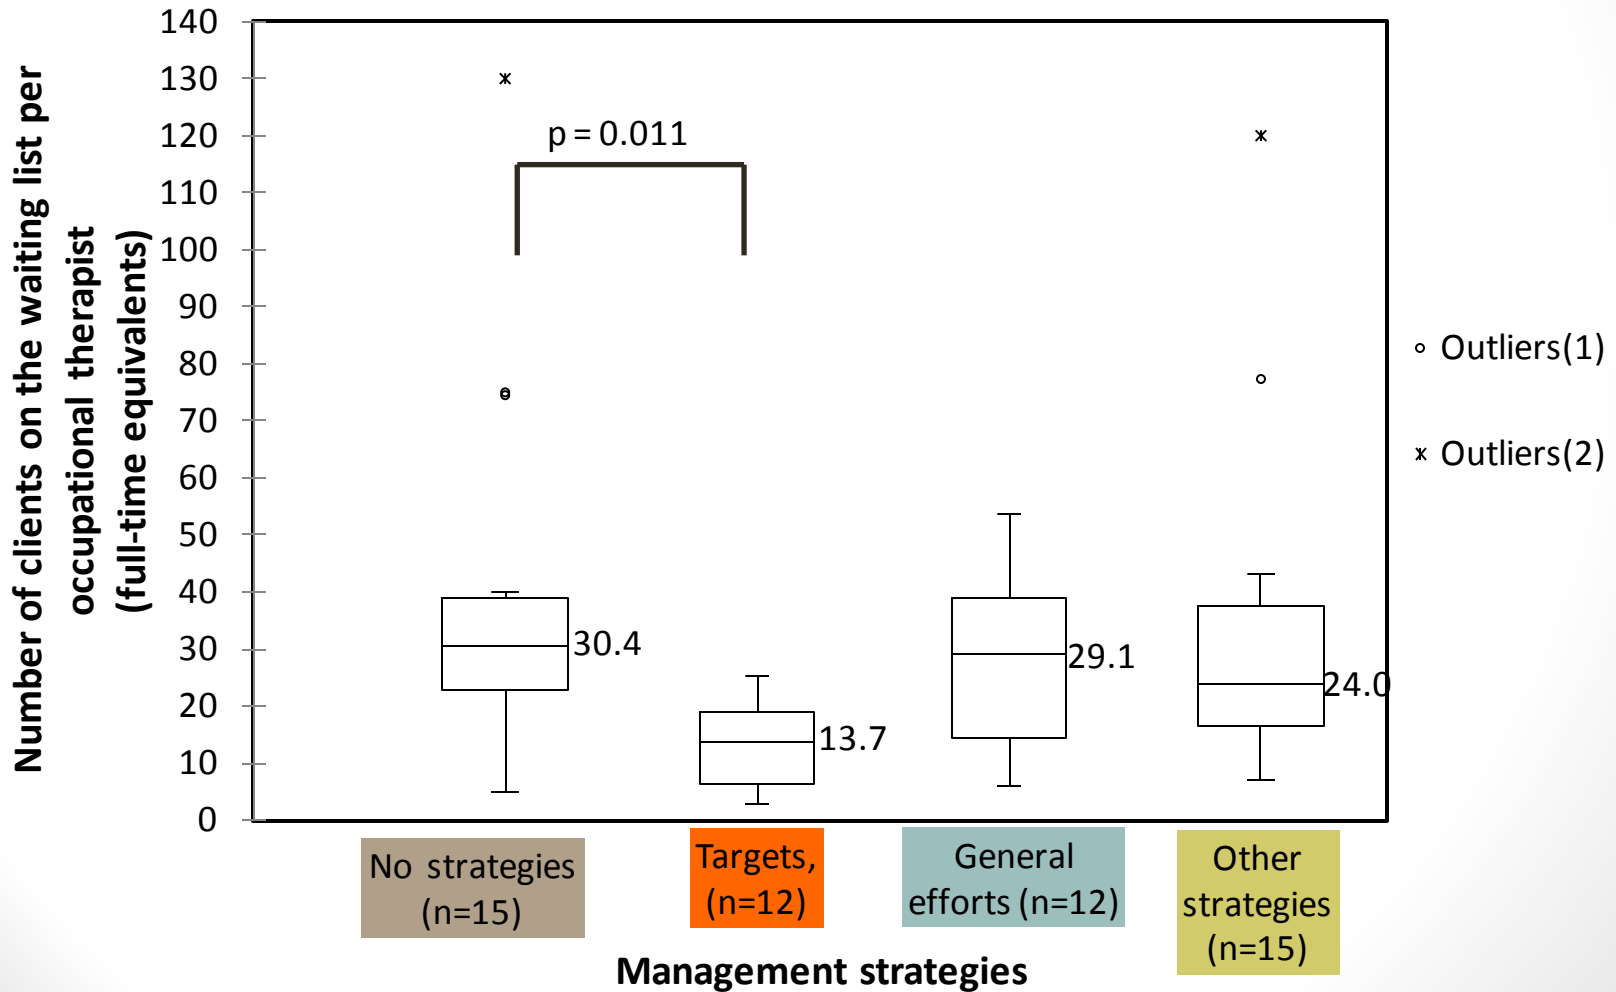 Number of clients on the waiting list per
occupational therapist
(full-time equivalents)
140
130
120
110
100
90
80
70
60
50
40
30
20
10
0
p = 0.011
30.4
13.7
29.1
24.0
Outliers(1)
Outliers(2)
No strategies
(n=15)
Targets,
(n=12)
General
efforts (n=12)
Other
strategies
(n=15)
Management strategies